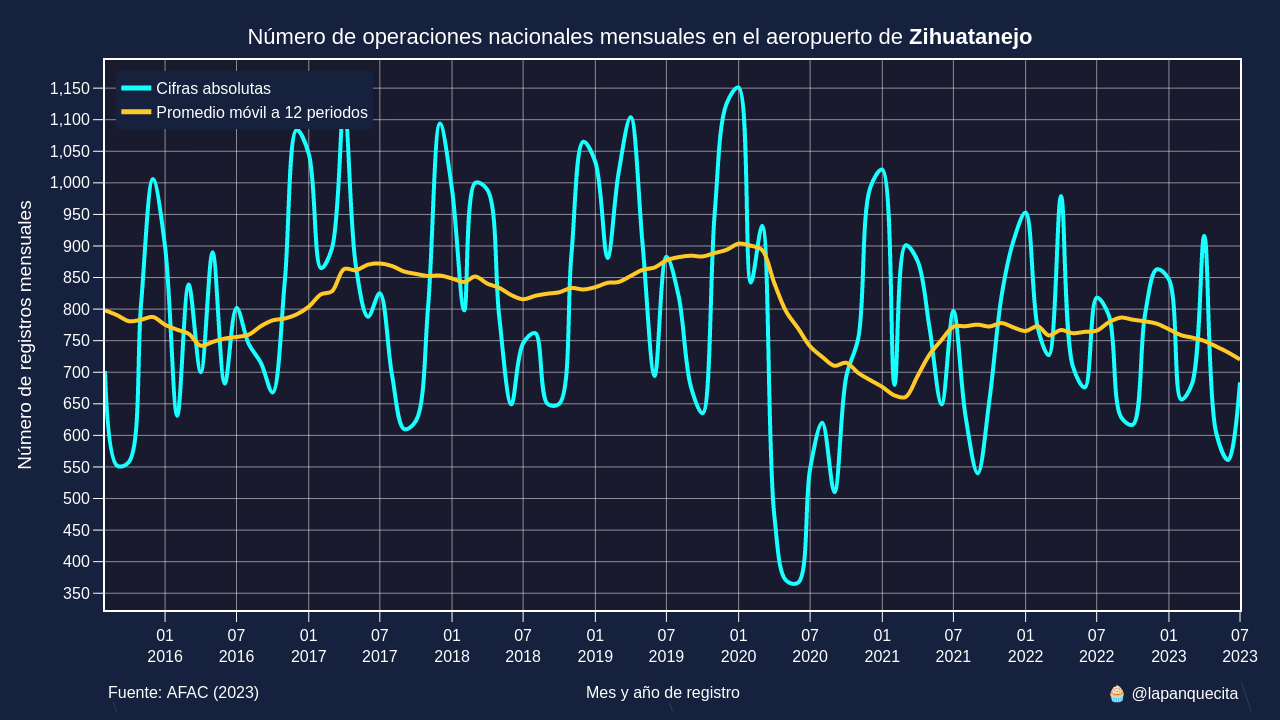 Número de operaciones nacionales mensuales en el aeropuerto de Zihuatanejo
Cifras absolutas
Promedio móvil a 12 periodos
Número de registros mensuales
1,150
1,100
1,050
1,000
950
900
850
800
750
700
650
600
550
500
450
400
350
01 07 01 07 01 07 01 07 01 07 01 07 01 07 01 07
2016 2016 2017 2017 2018 2018 2019 2019 2020 2020 2021 2021 2022 2022 2023 2023
Fuente: AFAC (2023) Mes y año de registro 🧁 @lapanquecita